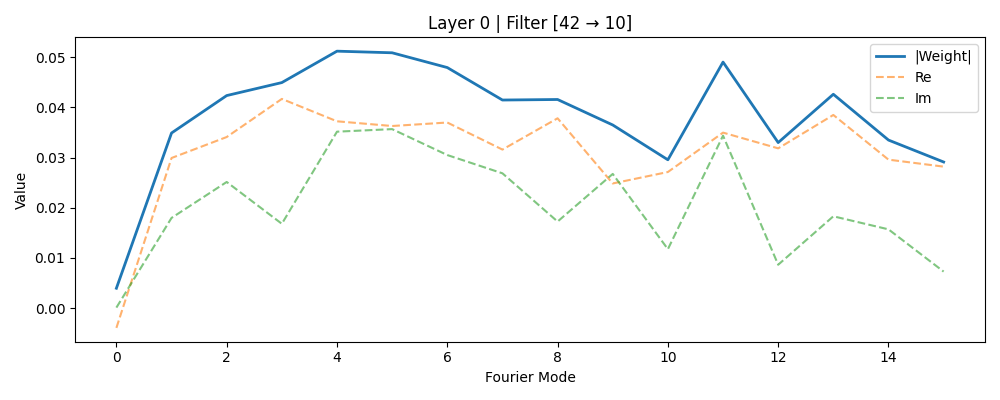 Layer 0 | Filter [42 → 10]
Value
0.05
0.04
0.03
0.02
0.01
0.00
|Weight|
Re
Im
0 2 4 6 8 10 12 14
Fourier Mode